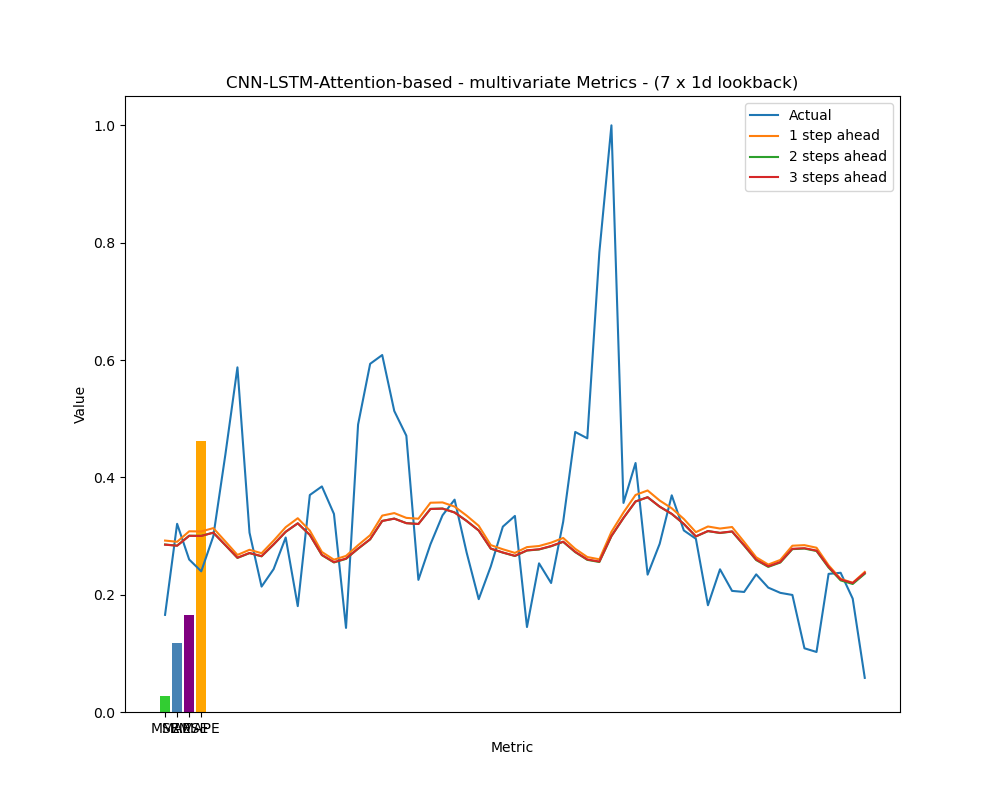 CNN-LSTM-Attention-based - multivariate Metrics - (7 x 1d lookback)
Actual
1 step ahead
2 steps ahead
3 steps ahead
1.0
0.8
0.6
0.4
0.2
0.0
Value
Metric